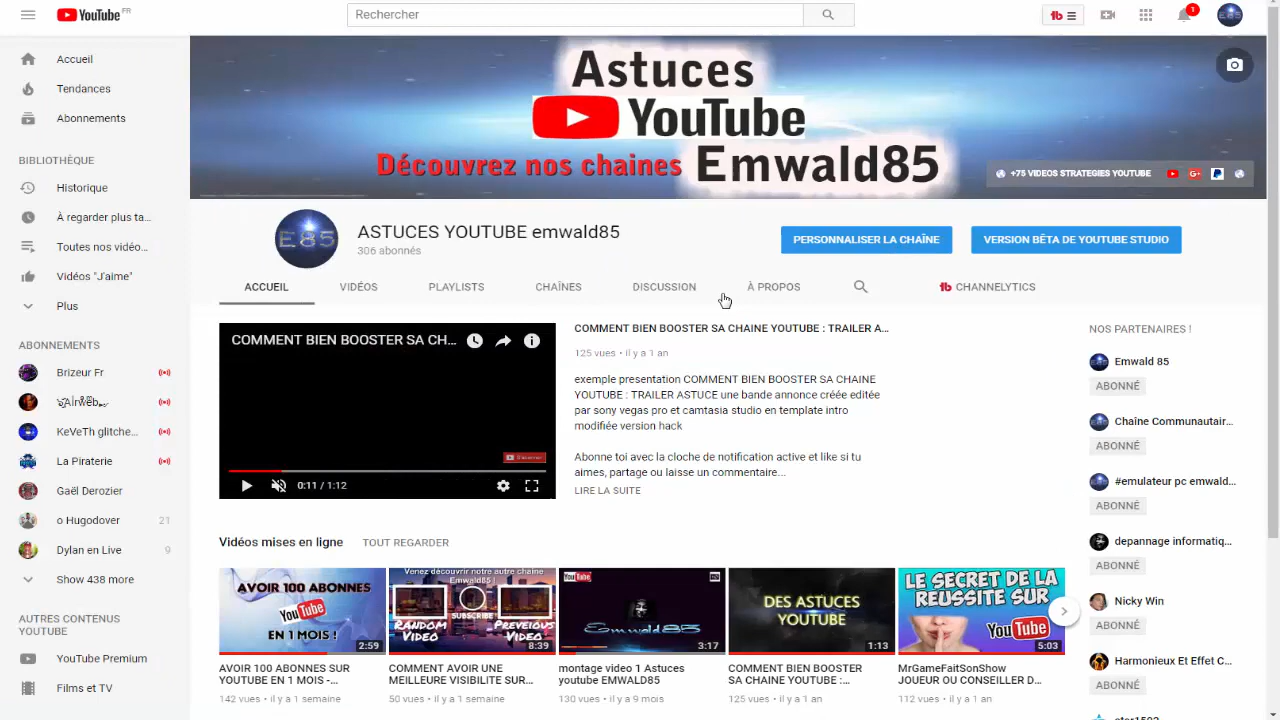 YouTube FR
Rechercher
1
Accueil
Tendances
Abonnements
BIBLIOTHÈQUE
Historique
À regarder plus ta...
Toutes nos vidéo...
Vidéos "J'aime"
Plus
ABONNEMENTS
Brizeur Fr
KeVeTh glitche...
La Piraterie
Gaël Derozier
o Hugodover 21
Dylan en Live 9
Show 438 more
AUTRES CONTENUS
YOUTUBE
YouTube Premium
Films et TV
Astuces
YouTube
Découvrez nos chaines Emwald85
+75 VIDEOS STRATEGIES YOUTUBE
E85
ASTUCES YOUTUBE emwald85
306 abonnés
PERSONNALISER LA CHAÎNE
VERSION BÊTA DE YOUTUBE STUDIO
ACCUEIL VIDÉOS PLAYLISTS CHAÎNES DISCUSSION À PROPOS CHANNELYTICS
COMMENT BIEN BOOSTER SA CH...
0:11 / 1:12
COMMENT BIEN BOOSTER SA CHAINE YOUTUBE : TRAILER A...
125 vues • il y a 1 an
exemple presentation COMMENT BIEN BOOSTER SA CHAINE
YOUTUBE : TRAILER ASTUCE une bande annonce créée editée
par sony vegas pro et camtasia studio en template intro
modifiée version hack
Abonne toi avec la cloche de notification active et like si tu
aimes, partage ou laisse un commentaire...
LIRE LA SUITE
NOS PARTENAIRES !
Emwald 85
ABONNÉ
Chaîne Communautair...
ABONNÉ
#emulateur pc emwald...
ABONNÉ
depannage informatiq...
ABONNÉ
Nicky Win
ABONNÉ
Harmonieux Et Effet C...
ABONNÉ
Vidéos mises en ligne TOUT REGARDER
AVOIR 100 ABONNES
YouTube
EN 1 MOIS !
2:59
AVOIR 100 ABONNES SUR
YOUTUBE EN 1 MOIS -...
142 vues • il y a 1 semaine
Venez découvrir notre autre chaine
Emwald85 !
SUBSCRIBE
RANDOM
VIDEO
PREVEIOUS
VIDEO
8:39
COMMENT AVOIR UNE
MEILLEURE VISIBILITE SUR...
50 vues • il y a 1 semaine
YouTube
Emwald85
3:17
montage video 1 Astuces
youtube EMWALD85
130 vues • il y a 9 mois
DES ASTUCES
YOUTUBE
1:13
COMMENT BIEN BOOSTER
SA CHAINE YOUTUBE :...
125 vues • il y a 1 an
LE SECRET DE LA
REUSSITE SUR
YouTube
5:03
MrGameFaitSonShow
JOUEUR OU CONSEILLER D...
112 vues • il y a 1 an